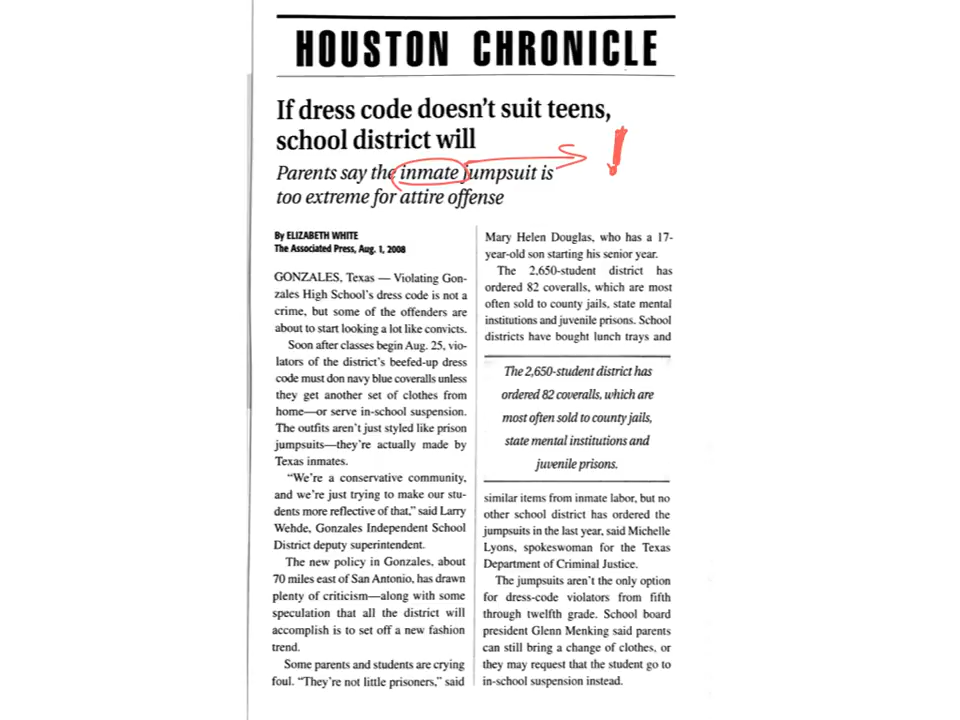 HOUSTON CHRONICLE
If dress code doesn't suit teens,
school district will
Parents say the inmate jumpsuit is
too extreme for attire offense
!
By ELIZABETH WHITE
The Associated Press, Aug. 1, 2008
GONZALES, Texas — Violating Gon-
zales High School's dress code is not a
crime, but some of the offenders are
about to start looking a lot like convicts.
Soon after classes begin Aug. 25, vio-
lators of the district's beefed-up dress
code must don navy blue coveralls unless
they get another set of clothes from
home—or serve in-school suspension.
The outfits aren't just styled like prison
jumpsuits—they're actually made by
Texas inmates.
"We're a conservative community,
and we're just trying to make our stu-
dents more reflective of that," said Larry
Wehde, Gonzales Independent School
District deputy superintendent.
The new policy in Gonzales, about
70 miles east of San Antonio, has drawn
plenty of criticism—along with some
speculation that all the district will
accomplish is to set off a new fashion
trend.
Some parents and students are crying
foul. "They're not little prisoners," said
Mary Helen Douglas, who has a 17-
year-old son starting his senior year.
The 2,650-student district has
ordered 82 coveralls, which are most
often sold to county jails, state mental
institutions and juvenile prisons. School
districts have bought lunch trays and
The 2,650-student district has
ordered 82 coveralls, which are
most often sold to county jails,
state mental institutions and
juvenile prisons.
similar items from inmate labor, but no
other school district has ordered the
jumpsuits in the last year, said Michelle
Lyons, spokeswoman for the Texas
Department of Criminal Justice.
The jumpsuits aren't the only option
for dress-code violators from fifth
through twelfth grade. School board
president Glenn Menking said parents
can still bring a change of clothes, or
they may request that the student go to
in-school suspension instead.